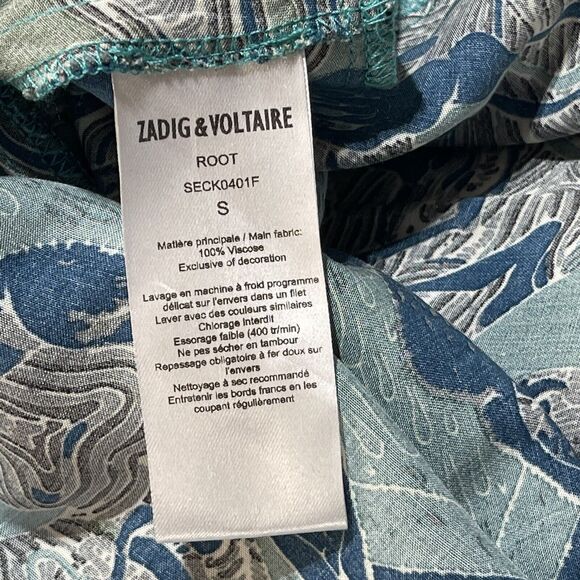 ZADIG & VOLTAIRE
ROOT
SECK0401F
S
Matière principale / Main fabric:
100% Viscose
Exclusive of decoration
Lavage en machine à froid programme
délicat sur l'envers dans un filet
Laver avec des couleurs similaires
Chlorage interdit
Essorage faible (400 tr/min)
Ne pas sécher en tambour
Repassage obligatoire à fer doux sur
l'envers
Nettoyage à sec recommandé
Entretenir les bords francs en les
coupant régulièrement